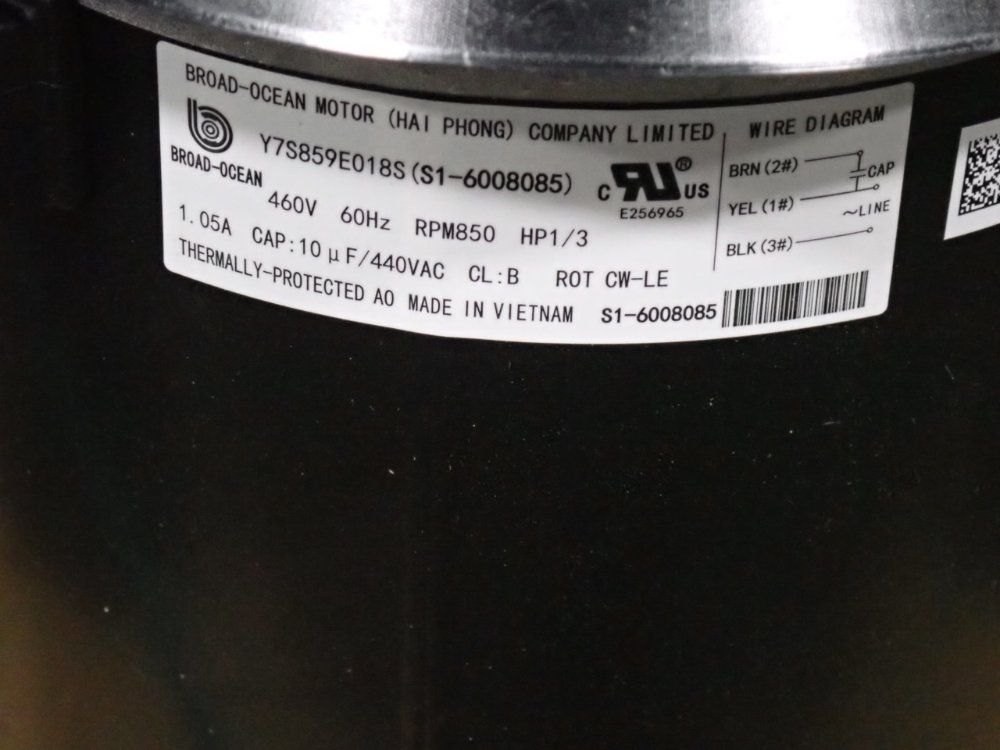 BROAD-OCEAN MOTOR (HAI PHONG) COMPANY LIMITED
BROAD-OCEAN
Y7S859E018S (S1-6008085)
C RU® US
E256965
460V 60Hz RPM850 HP1/3
1.05A CAP:10μF/440VAC CL:B ROT CW-LE
THERMALLY-PROTECTED AO MADE IN VIETNAM S1-6008085
WIRE DIAGRAM
BRN (2#)
CAP
YEL (1#)
~LINE
BLK (3#)